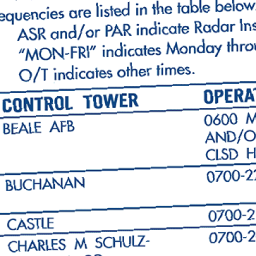 equencies are listed in the table below.
ASR and/or PAR indicate Radar Ins
"MON-FRI" indicates Monday thro
O/T indicates other times.
CONTROL TOWER OPERA
BEALE AFB 0600 M
AND/O
CLSD H
BUCHANAN 0700-2
CASTLE 0700-2
CHARLES M SCHULZ- 0700-2